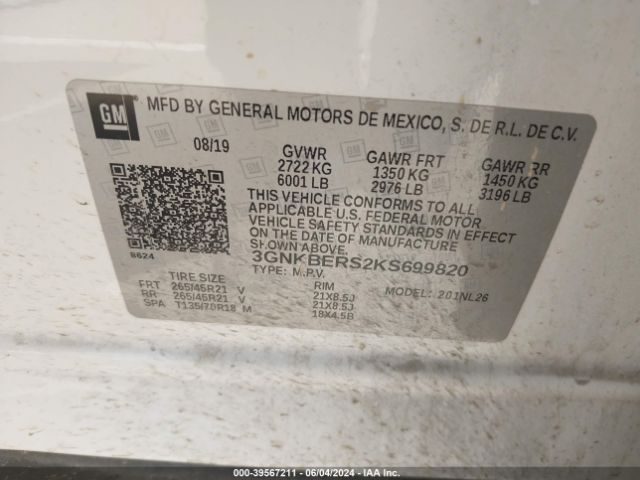 GM
MFD BY GENERAL MOTORS DE MEXICO, S. DE R.L. DE C.V.
08/19
GVWR GAWR FRT GAWR RR
2722 KG 1350 KG 1450 KG
6001 LB 2976 LB 3196 LB
THIS VEHICLE CONFORMS TO ALL
APPLICABLE U.S. FEDERAL MOTOR
VEHICLE SAFETY STANDARDS IN
EFFECT ON THE DATE OF MANUFACTURE
SHOWN ABOVE.
8624
3GNKBERS2KS699820
TYPE: M.P.V. MODEL: 201NL26
TIRE SIZE RIM
FRT 265/45R21 V 21X8.5J
RR 265/45R21 V 21X8.5J
SPA T135/70R18 M 18X4.5B
000-39567211 - 06/04/2024 - IAA Inc.